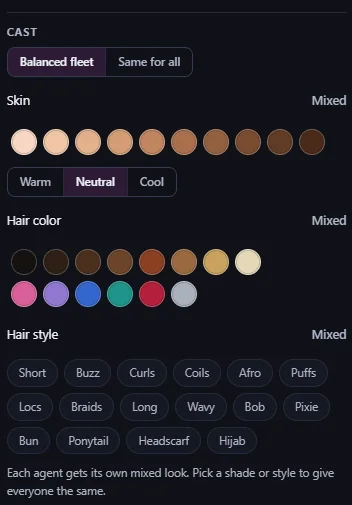 CAST
Balanced fleet Same for all
Skin Mixed
Warm Neutral Cool
Hair color Mixed
Hair style Mixed
Short Buzz Curls Coils Afro Puffs
Locs Braids Long Wavy Bob Pixie
Bun Ponytail Headscarf Hijab
Each agent gets its own mixed look. Pick a shade or style to give
everyone the same.